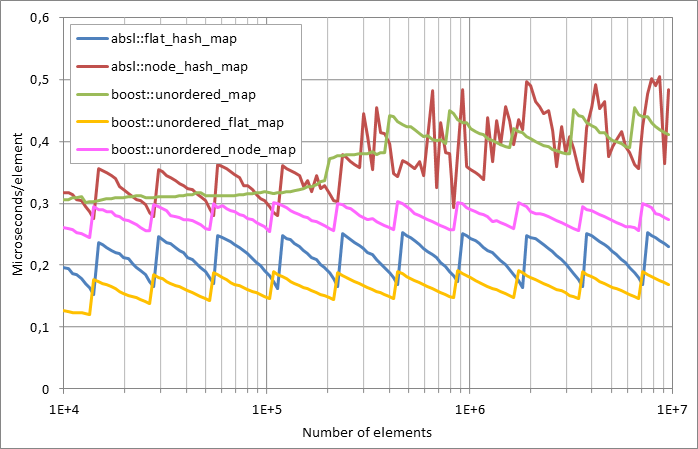 0,6
0,5
0,4
0,3
0,2
0,1
0
Microseconds/element
absl::flat_hash_map
absl::node_hash_map
boost::unordered_map
boost::unordered_flat_map
boost::unordered_node_map
1E+4 1E+5 1E+6 1E+7
Number of elements